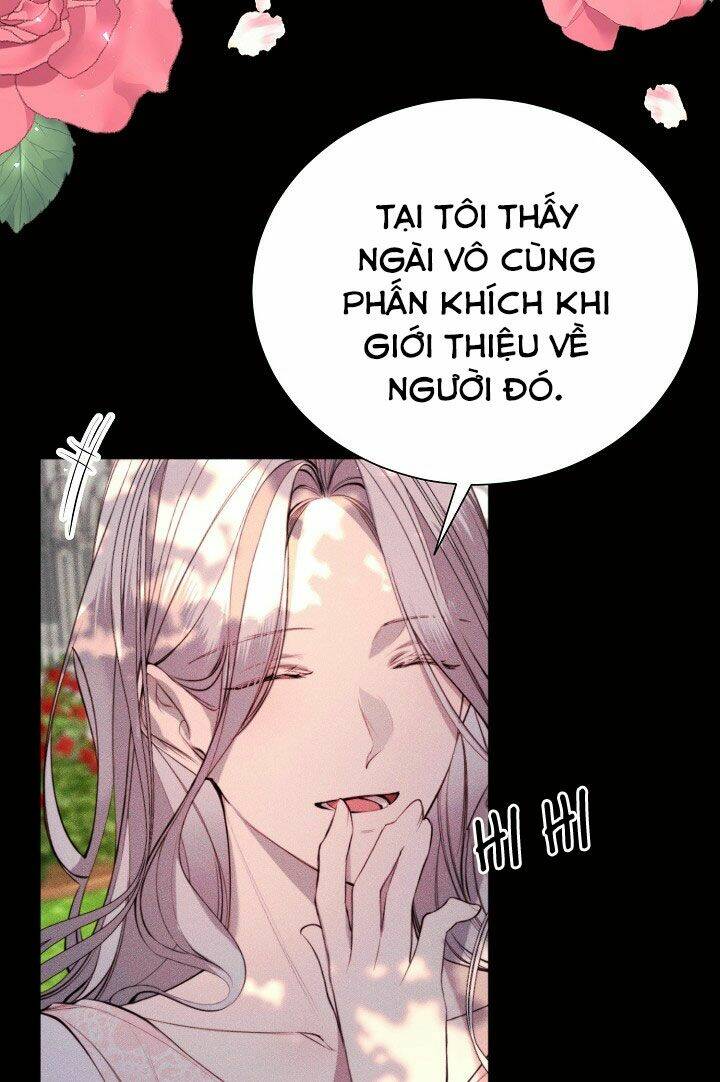 TẠI TÔI THẤY
NGÀI VÔ CÙNG
PHẤN KHÍCH KHI
GIỚI THIỆU VỀ
NGƯỜI ĐÓ.
HI HI